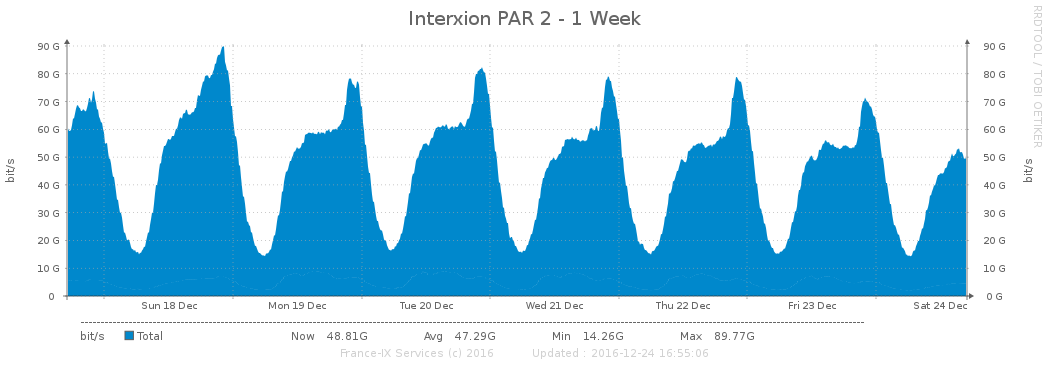 Interxion PAR 2 - 1 Week
RRDTOOL / TOBI OETIKER
bit/s
90 G
80 G
70 G
60 G
50 G
40 G
30 G
20 G
10 G
0
90 G
80 G
70 G
60 G
50 G
40 G
30 G
20 G
10 G
0 G
bit/s
Sun 18 Dec Mon 19 Dec Tue 20 Dec Wed 21 Dec Thu 22 Dec Fri 23 Dec Sat 24 Dec
bit/s Total Now 48.81G Avg 47.29G Min 14.26G Max 89.77G
France-IX Services (c) 2016 Updated : 2016-12-24 16:55:06